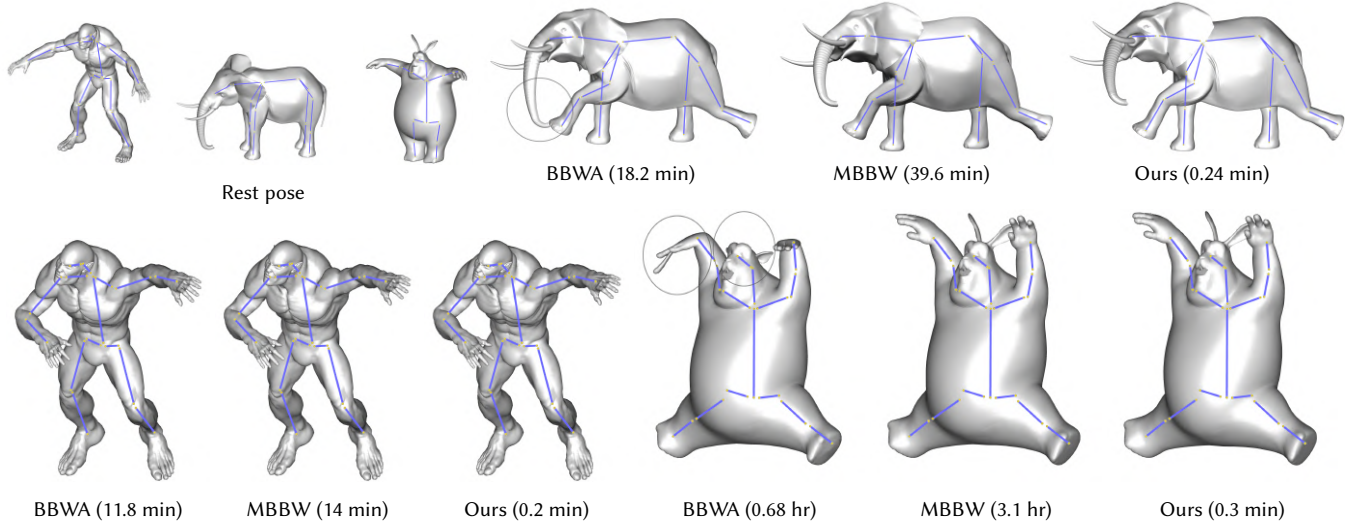 BBWA (18.2 min)
MBBW (39.6 min)
Ours (0.24 min)
Rest pose
BBWA (11.8 min)
MBBW (14 min)
Ours (0.2 min)
BBWA (0.68 hr)
MBBW (3.1 hr)
Ours (0.3 min)